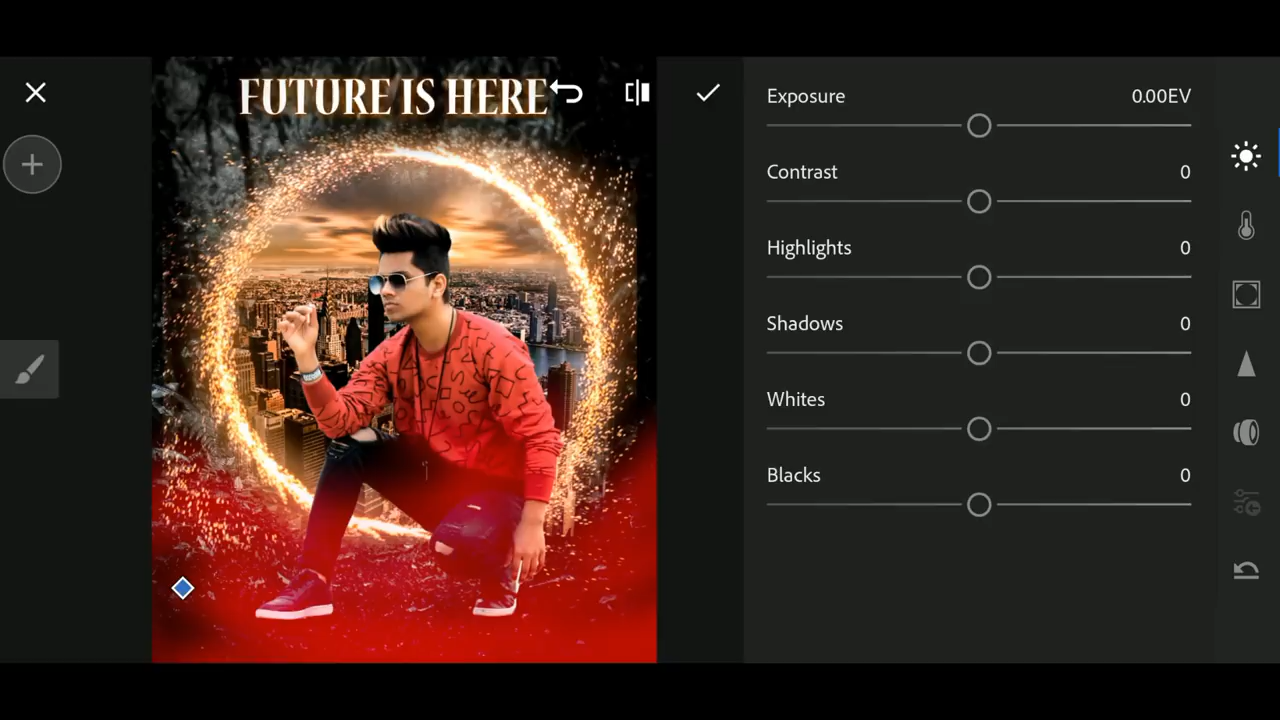 FUTURE IS HERE
Exposure 0.00EV
Contrast 0
Highlights 0
Shadows 0
Whites 0
Blacks 0